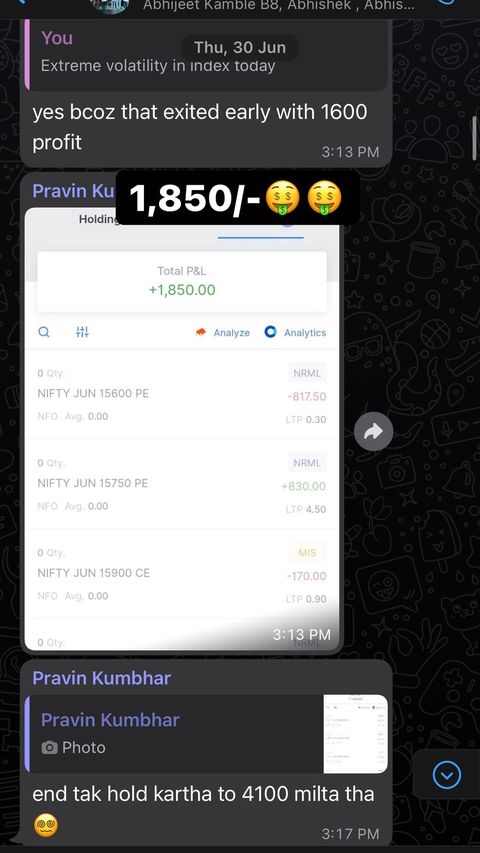 Abhijeet Kamble B8, Abhishek , Abhis...
You
Thu, 30 Jun
Extreme volatility in index today
yes bcoz that exited early with 1600
profit
3:13 PM
Pravin Ku
1,850/-🤑🤑
Holding
Total P&L
+1,850.00
Analyze
Analytics
0 Qty.
NRML
NIFTY JUN 15600 PE
-817.50
NFO Avg. 0.00
LTP 0.30
0 Qty.
NRML
NIFTY JUN 15750 PE
+830.00
NFO Avg. 0.00
LTP 4.50
0 Qty.
MIS
NIFTY JUN 15900 CE
-170.00
NFO Avg. 0.00
LTP 0.90
0 Qty.
NRML
3:13 PM
Pravin Kumbhar
Pravin Kumbhar
Photo
end tak hold kartha to 4100 milta tha
😵‍💫
3:17 PM